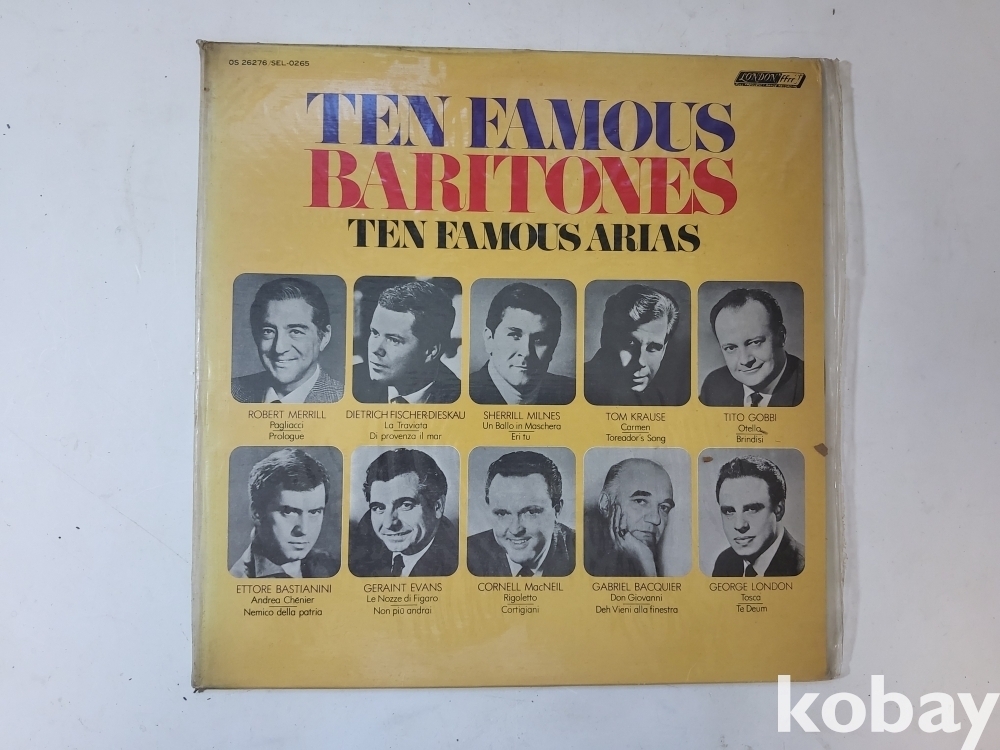 OS 26276/SEL-0265
LONDON ffrr
TEN FAMOUS
BARITONES
TEN FAMOUS ARIAS
ROBERT MERRILL
Pagliacci
Prologue
DIETRICH FISCHER-DIESKAU
La Traviata
Di provenza il mar
SHERRILL MILNES
Un Ballo in Maschera
Eri tu
TOM KRAUSE
Carmen
Toreador's Song
TITO GOBBI
Otello
Brindisi
ETTORE BASTIANINI
Andrea Chénier
Nemico della patria
GERAINT EVANS
Le Nozze di Figaro
Non più andrai
CORNELL MacNEIL
Rigoletto
Cortigiani
GABRIEL BACQUIER
Don Giovanni
Deh Vieni alla finestra
GEORGE LONDON
Tosca
Te Deum
kobay